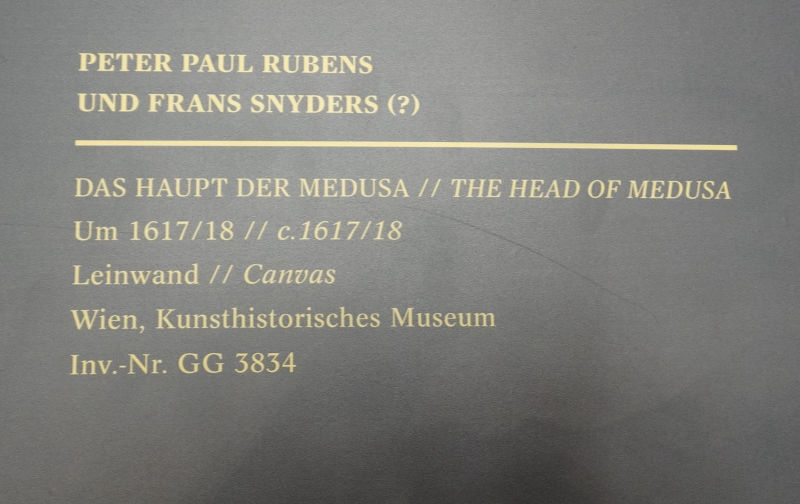 PETER PAUL RUBENS
UND FRANS SNYDERS (?)
DAS HAUPT DER MEDUSA // THE HEAD OF MEDUSA
Um 1617/18 // c.1617/18
Leinwand // Canvas
Wien, Kunsthistorisches Museum
Inv.-Nr. GG 3834